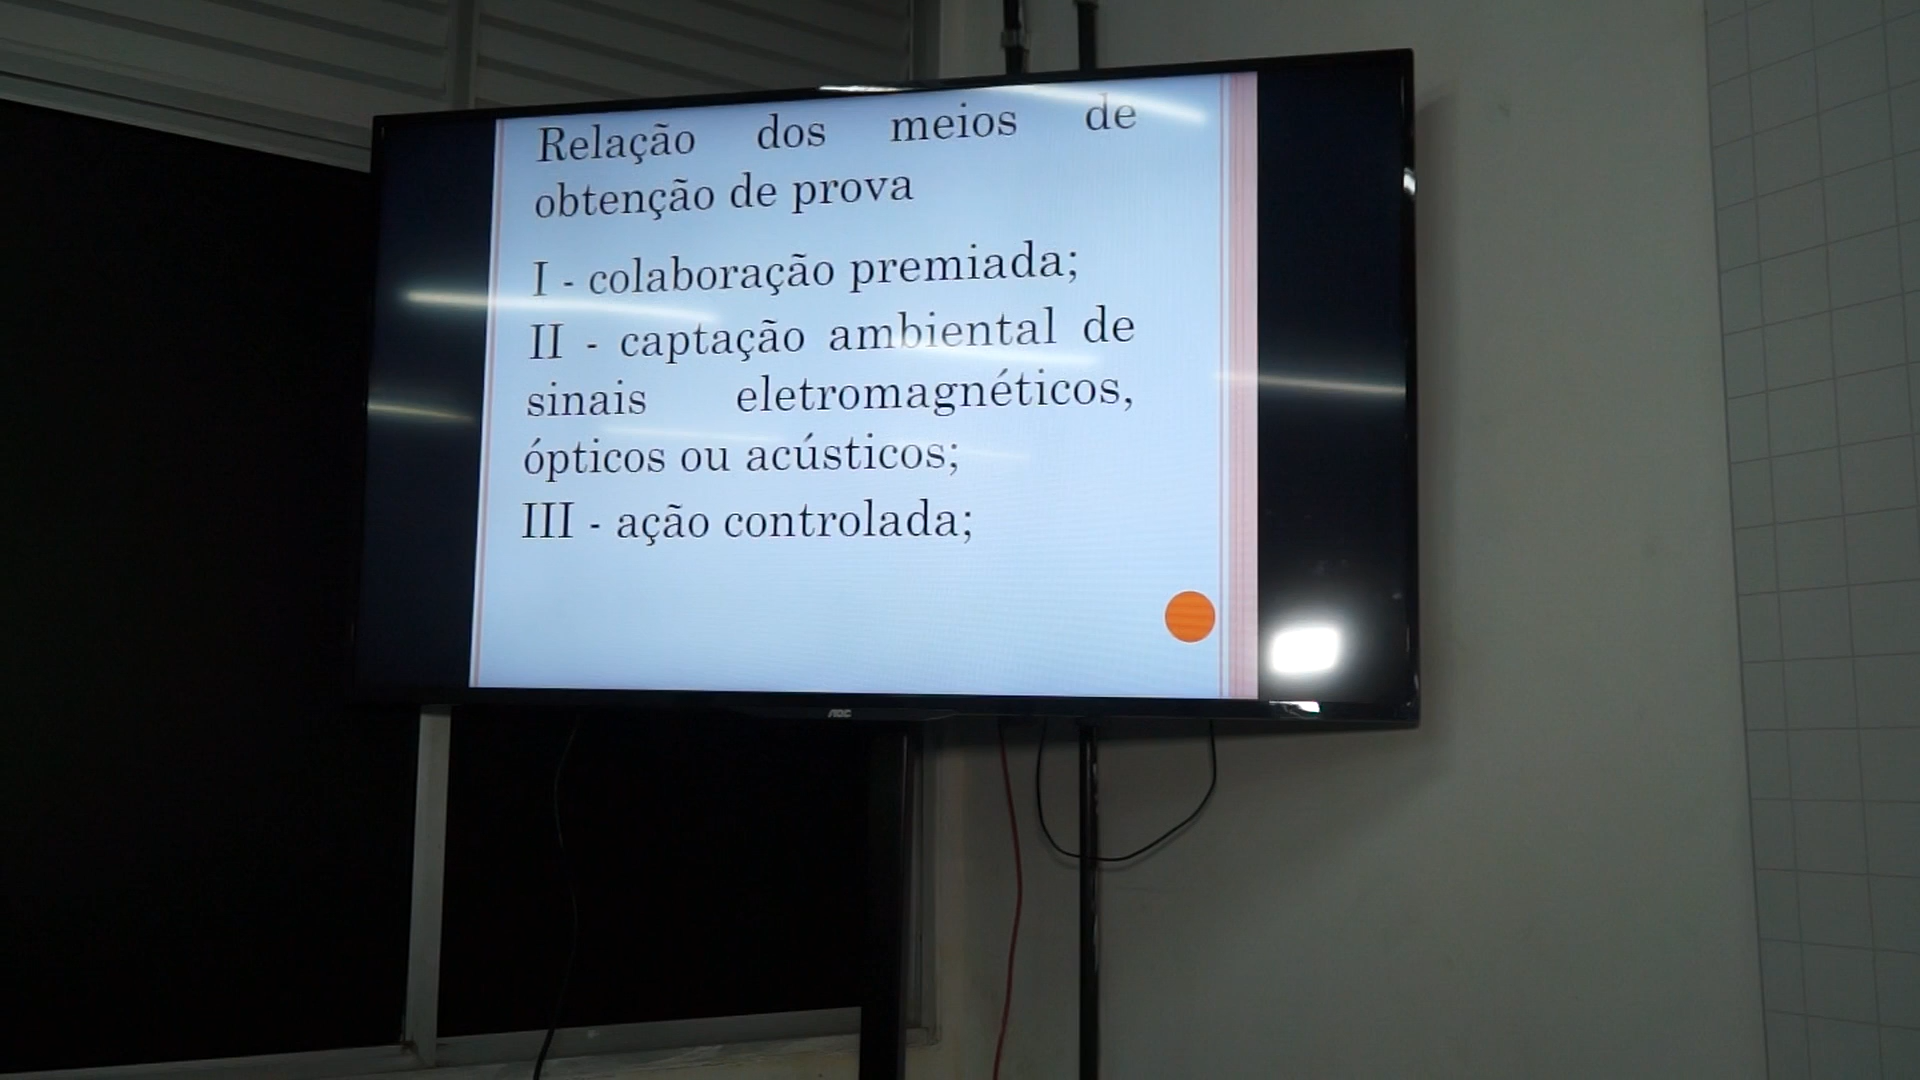 Relação dos meios de
obtenção de prova
I - colaboração premiada;
II - captação ambiental de
sinais eletromagnéticos,
ópticos ou acústicos;
III - ação controlada;
AOC